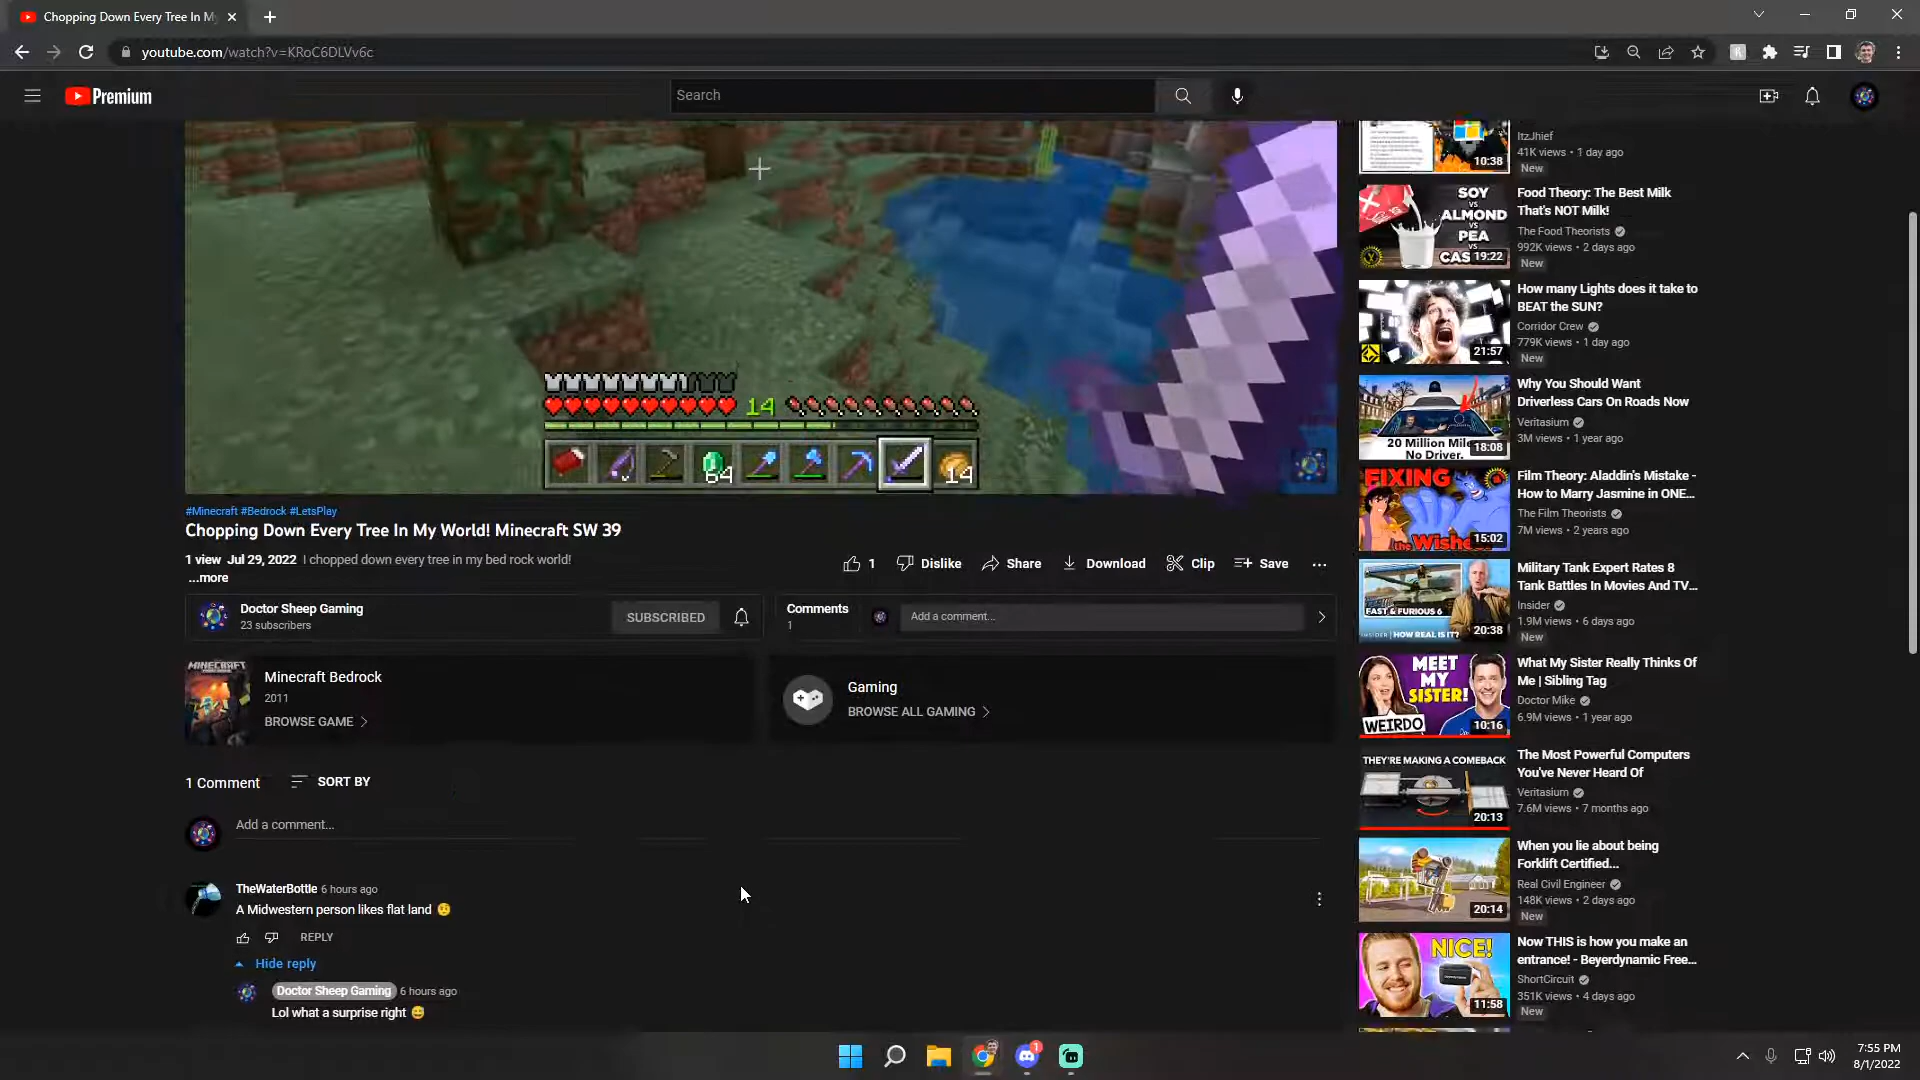 Chopping Down Every Tree In M
youtube.com/watch?v=KRoC6DLVv6c
Premium
Search
14
64
14
#Minecraft #Bedrock #LetsPlay
Chopping Down Every Tree In My World! Minecraft SW 39
1 view Jul 29, 2022 I chopped down every tree in my bed rock world!
...more
1 Dislike Share Download Clip Save
Doctor Sheep Gaming
23 subscribers
SUBSCRIBED
Comments
1
Add a comment...
MINECRAFT
Minecraft Bedrock
2011
BROWSE GAME
Gaming
BROWSE ALL GAMING
1 Comment SORT BY
Add a comment...
TheWaterBottle 6 hours ago
A Midwestern person likes flat land 🤨
REPLY
Hide reply
Doctor Sheep Gaming 6 hours ago
Lol what a surprise right 😅
10:38
ItzJhief
41K views • 1 day ago
New
SOY
VS
ALMOND
VS
PEA
VS
CAS
19:22
Food Theory: The Best Milk
That's NOT Milk!
The Food Theorists
992K views • 2 days ago
New
21:57
How many Lights does it take to
BEAT the SUN?
Corridor Crew
779K views • 1 day ago
New
20 Million Mil
No Driver.
18:08
Why You Should Want
Driverless Cars On Roads Now
Veritasium
3M views • 1 year ago
FIXING
the Wishe
15:02
Film Theory: Aladdin's Mistake -
How to Marry Jasmine in ONE...
The Film Theorists
7M views • 2 years ago
FAST & FURIOUS 6
INSIDER | HOW REAL IS IT?
20:38
Military Tank Expert Rates 8
Tank Battles In Movies And TV...
Insider
1.9M views • 6 days ago
New
MEET
MY
SISTER!
WEIRDO
10:16
What My Sister Really Thinks Of
Me | Sibling Tag
Doctor Mike
6.9M views • 1 year ago
THEY'RE MAKING A COMEBACK
20:13
The Most Powerful Computers
You've Never Heard Of
Veritasium
7.6M views • 7 months ago
20:14
When you lie about being
Forklift Certified...
Real Civil Engineer
148K views • 2 days ago
New
NICE!
11:58
Now THIS is how you make an
entrance! - Beyerdynamic Free...
ShortCircuit
351K views • 4 days ago
New
1
7:55 PM
8/1/2022